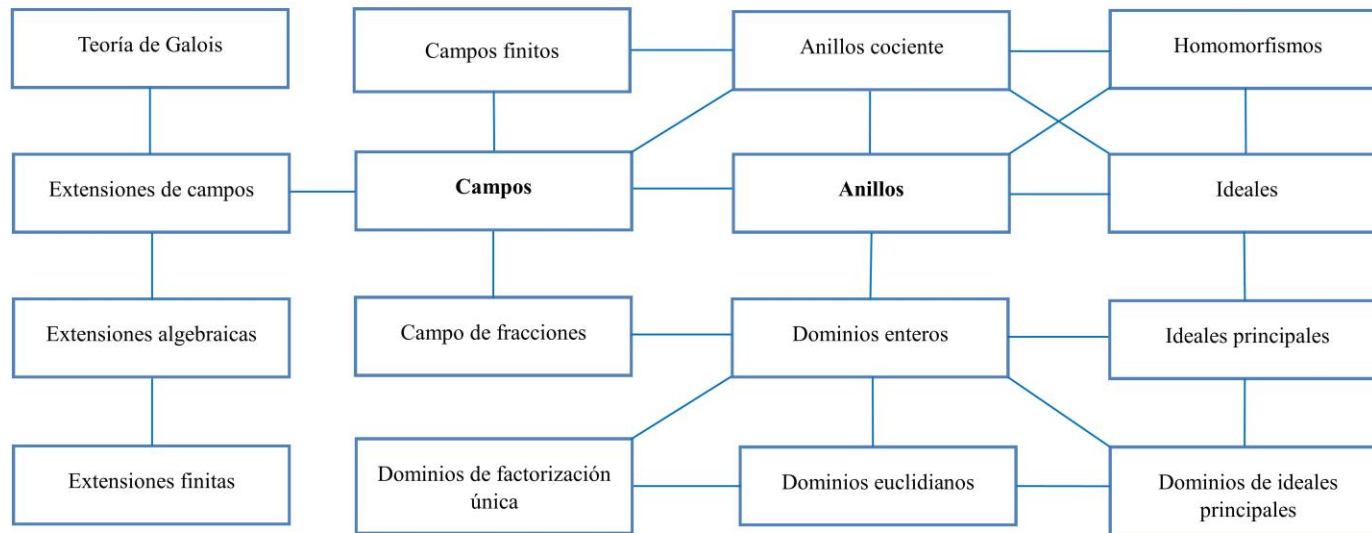 Teoría de Galois
Campos finitos
Anillos cociente
Homomorfismos
Extensiones de campos
Campos
Anillos
Ideales
Extensiones algebraicas
Campo de fracciones
Dominios enteros
Ideales principales
Extensiones finitas
Dominios de factorización
única
Dominios euclidianos
Dominios de ideales
principales